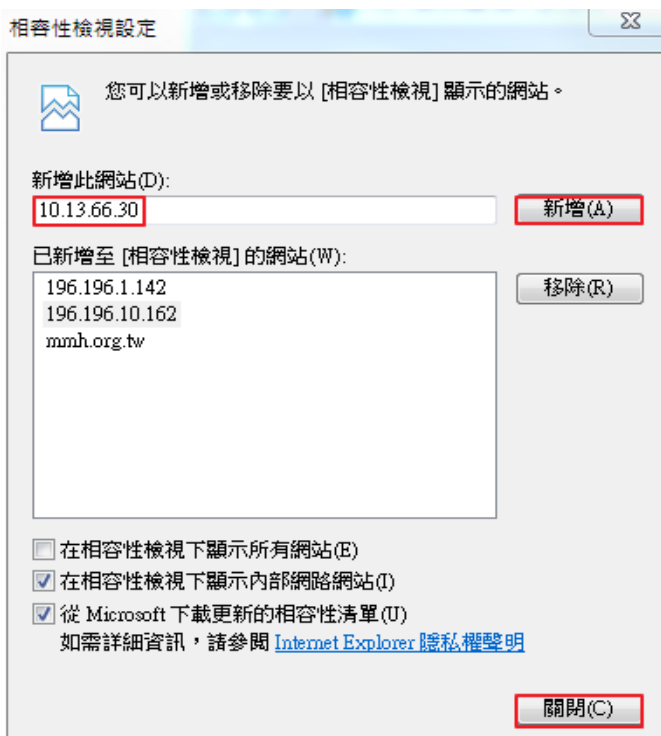 相容性檢視設定
您可以新增或移除要以 [相容性檢視] 顯示的網站。
新增此網站(D):
10.13.66.30
新增(A)
已新增至 [相容性檢視] 的網站(W):
196.196.1.142
移除(R)
196.196.10.162
mmh.org.tw
在相容性檢視下顯示所有網站(E)
在相容性檢視下顯示內部網路網站(I)
從 Microsoft 下載更新的相容性清單(U)
如需詳細資訊，請參閱 Internet Explorer 隱私權聲明
關閉(C)